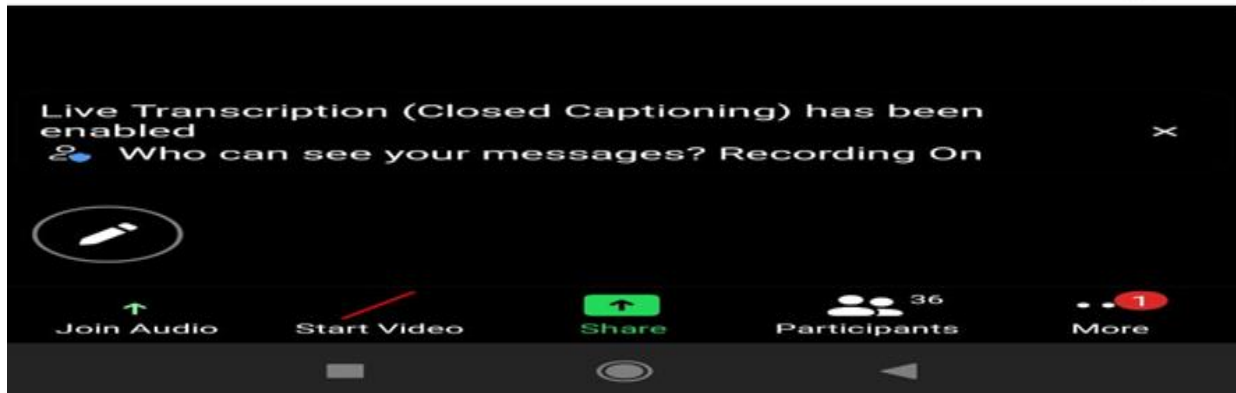 Live Transcription (Closed Captioning) has been
enabled
Who can see your messages? Recording On
36
1
Join Audio Start Video Share Participants More